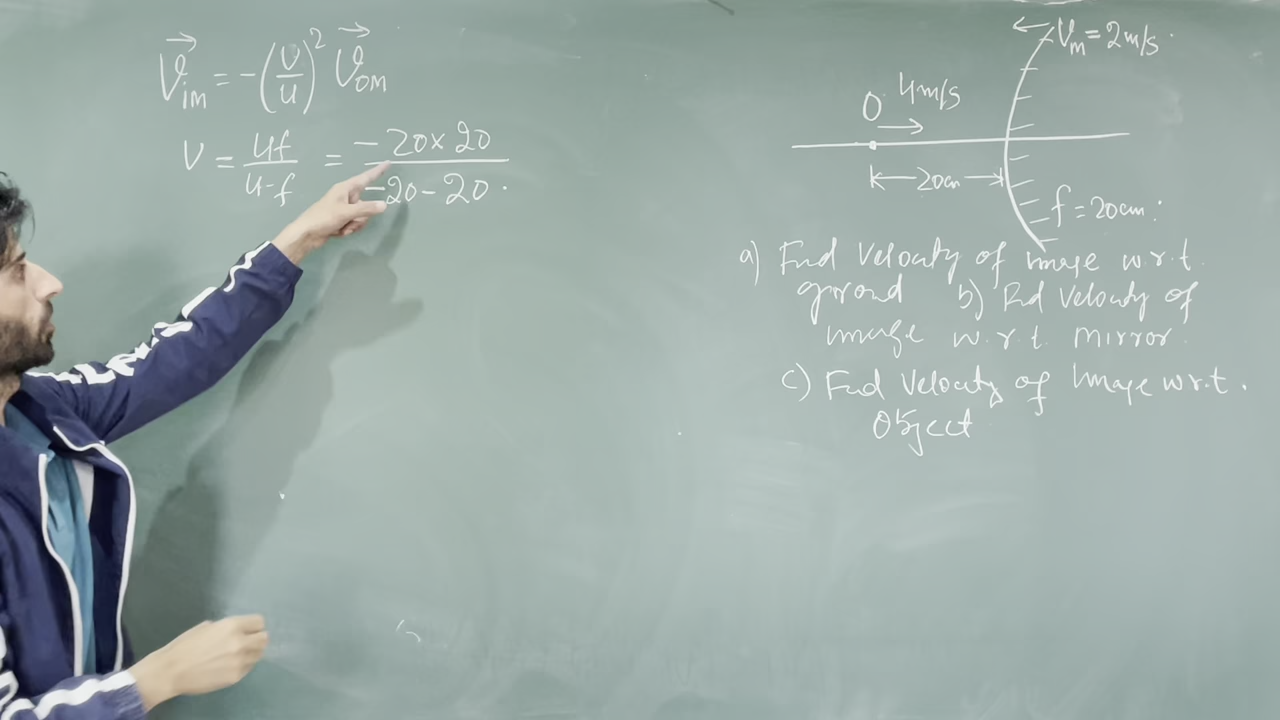 V⃗im = -(v/u)² V⃗om
V = uf/u-f = -20×20/-20-20.
Vm = 2m/s.
4m/s
O
20cm
f = 20cm.
a) Find Velocity of image w.r.t.
ground b) Find Velocity of
image w.r.t. mirror.
c) Find Velocity of Image w.r.t.
Object